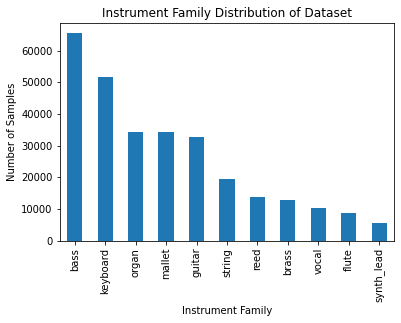 Instrument Family Distribution of Dataset
Number of Samples
60000
50000
40000
30000
20000
10000
0
bass
keyboard
organ
mallet
guitar
string
reed
brass
vocal
flute
synth_lead
Instrument Family